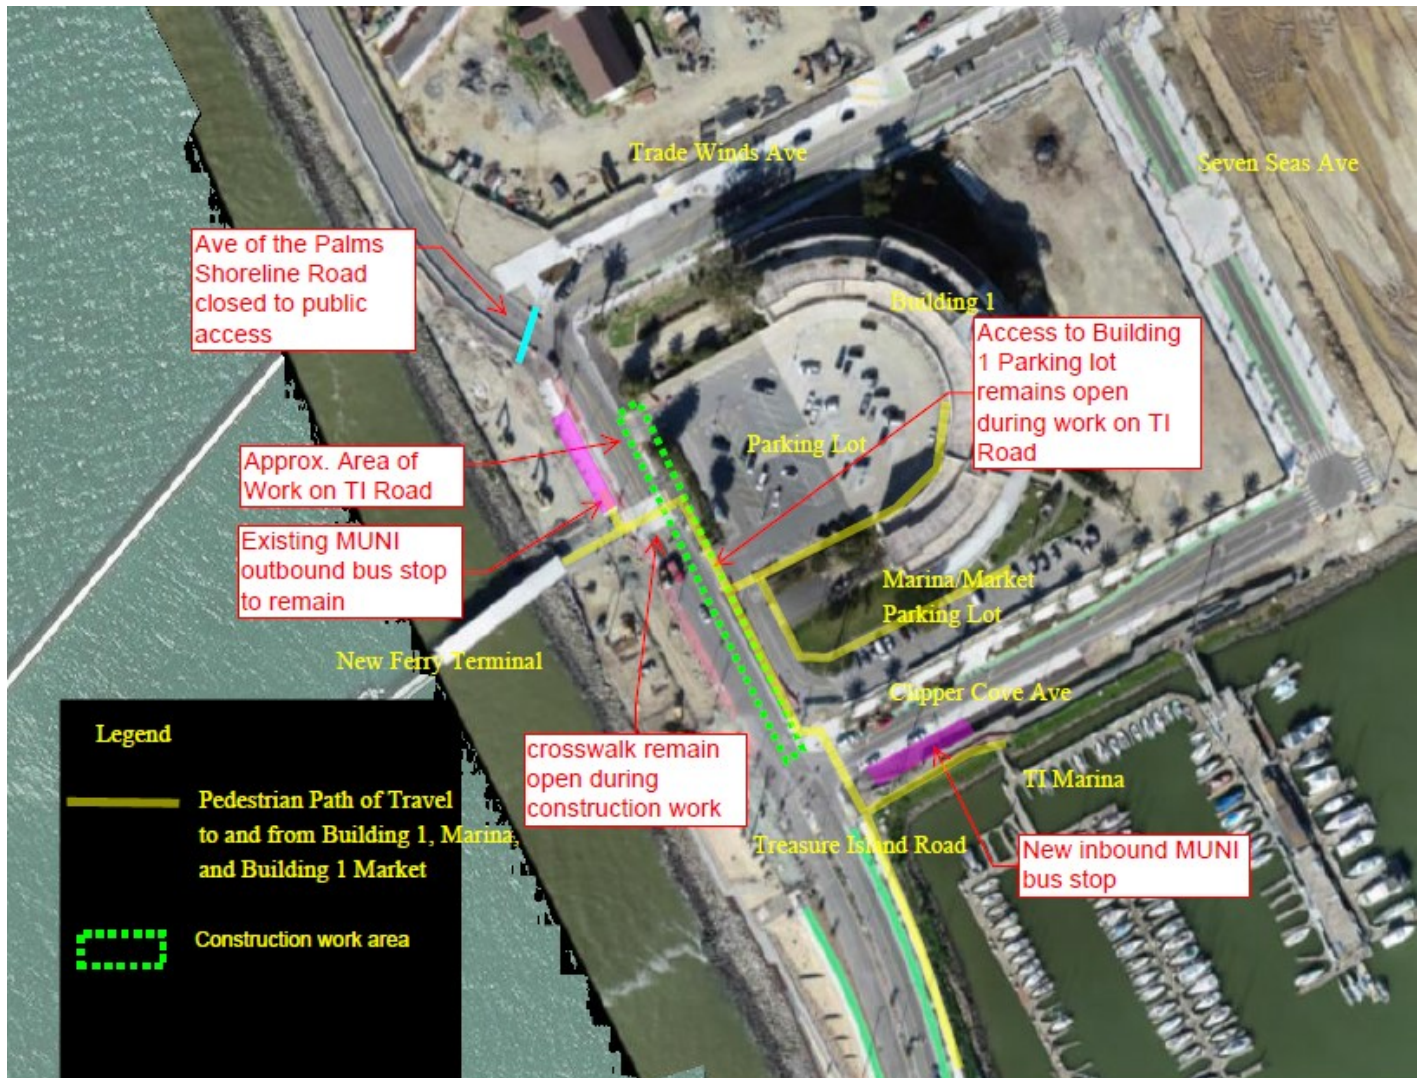 Trade Winds Ave
Seven Seas Ave
Ave of the Palms
Shoreline Road
closed to public
access
Building 1
Access to Building
1 Parking lot
remains open
during work on TI
Road
Parking Lot
Approx. Area of
Work on TI Road
Existing MUNI
outbound bus stop
to remain
Marina/Market
Parking Lot
New Ferry Terminal
Clipper Cove Ave
crosswalk remain
open during
construction work
TI Marina
Treasure Island Road
New inbound MUNI
bus stop
Legend
Pedestrian Path of Travel
to and from Building 1, Marina,
and Building 1 Market
Construction work area